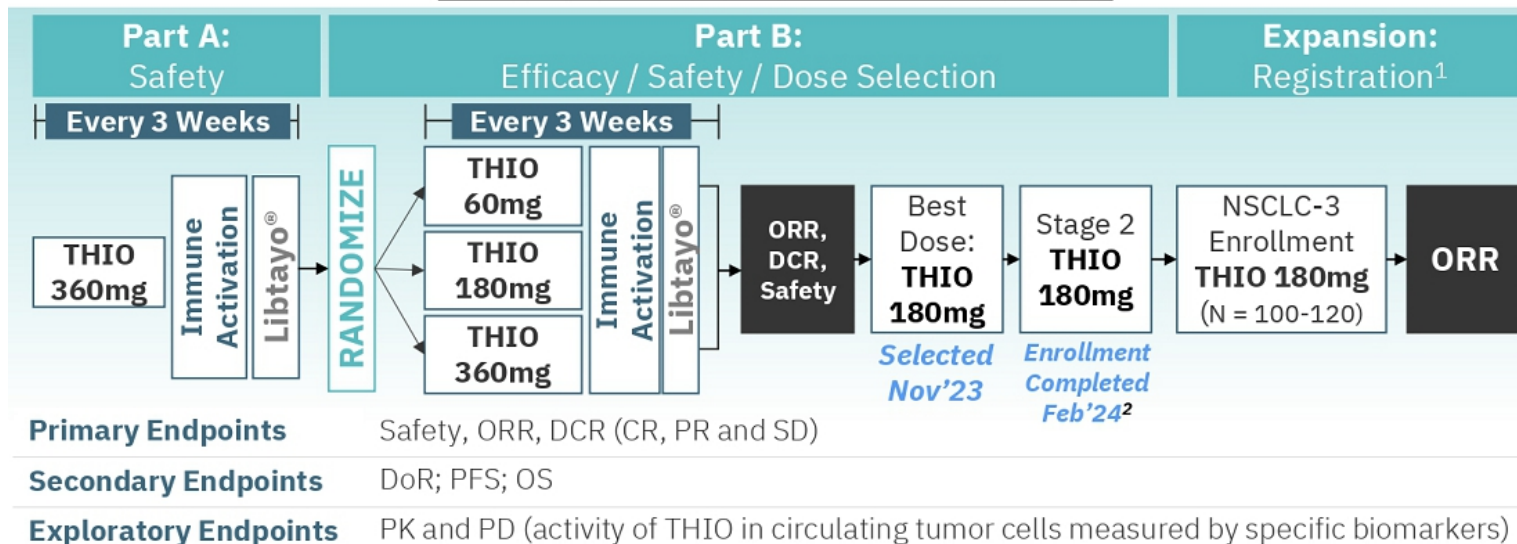 Part A:
Safety
Part B:
Efficacy / Safety / Dose Selection
Expansion:
Registration¹
Every 3 Weeks
Every 3 Weeks
THIO
360mg
Immune
Activation
Libtayo®
RANDOMIZE
THIO
60mg
THIO
180mg
THIO
360mg
Immune
Activation
Libtayo®
ORR,
DCR,
Safety
Best
Dose:
THIO
180mg
Selected
Nov’23
Stage 2
THIO
180mg
Enrollment
Completed
Feb’24²
NSCLC-3
Enrollment
THIO 180mg
(N = 100-120)
ORR
Primary Endpoints Safety, ORR, DCR (CR, PR and SD)
Secondary Endpoints DoR; PFS; OS
Exploratory Endpoints PK and PD (activity of THIO in circulating tumor cells measured by specific biomarkers)